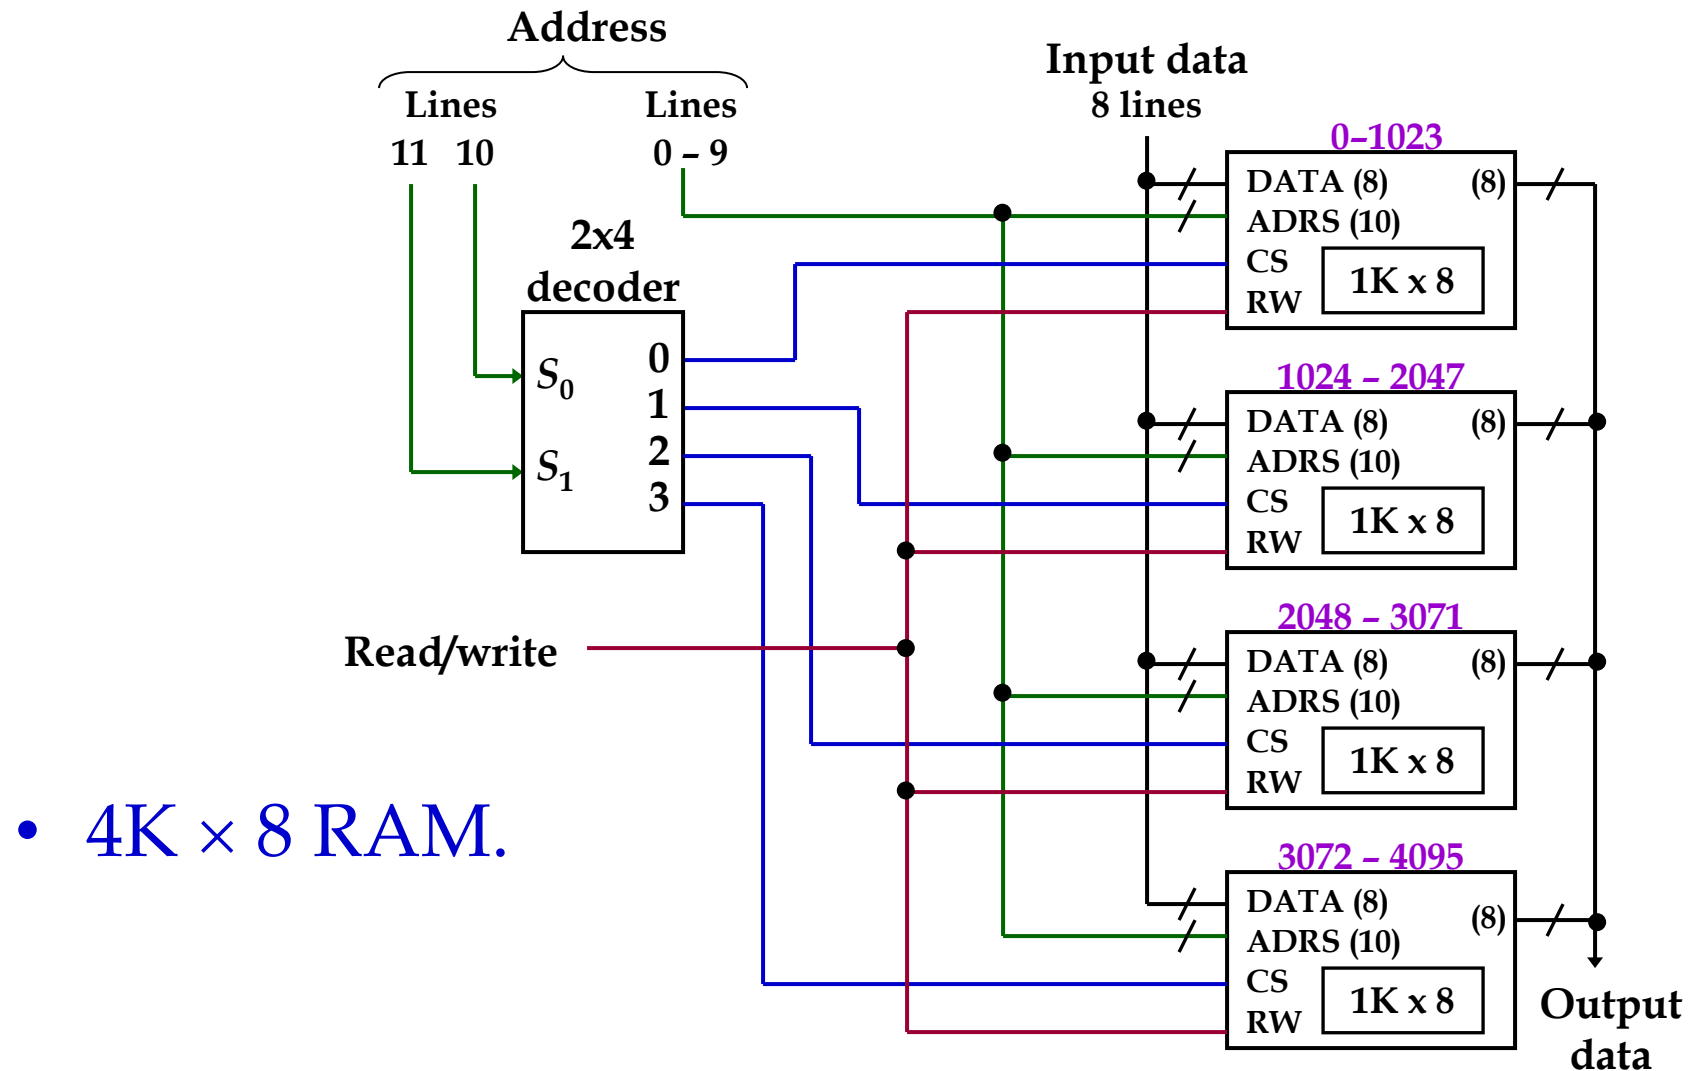 Address
Lines
11 10
Lines
0 – 9
Input data
8 lines
2x4
decoder
S0
S1
0
1
2
3
Read/write
• 4K × 8 RAM.
0–1023
DATA (8) (8)
ADRS (10)
CS
RW
1K x 8
1024 – 2047
DATA (8) (8)
ADRS (10)
CS
RW
1K x 8
2048 – 3071
DATA (8) (8)
ADRS (10)
CS
RW
1K x 8
3072 – 4095
DATA (8) (8)
ADRS (10)
CS
RW
1K x 8
Output
data